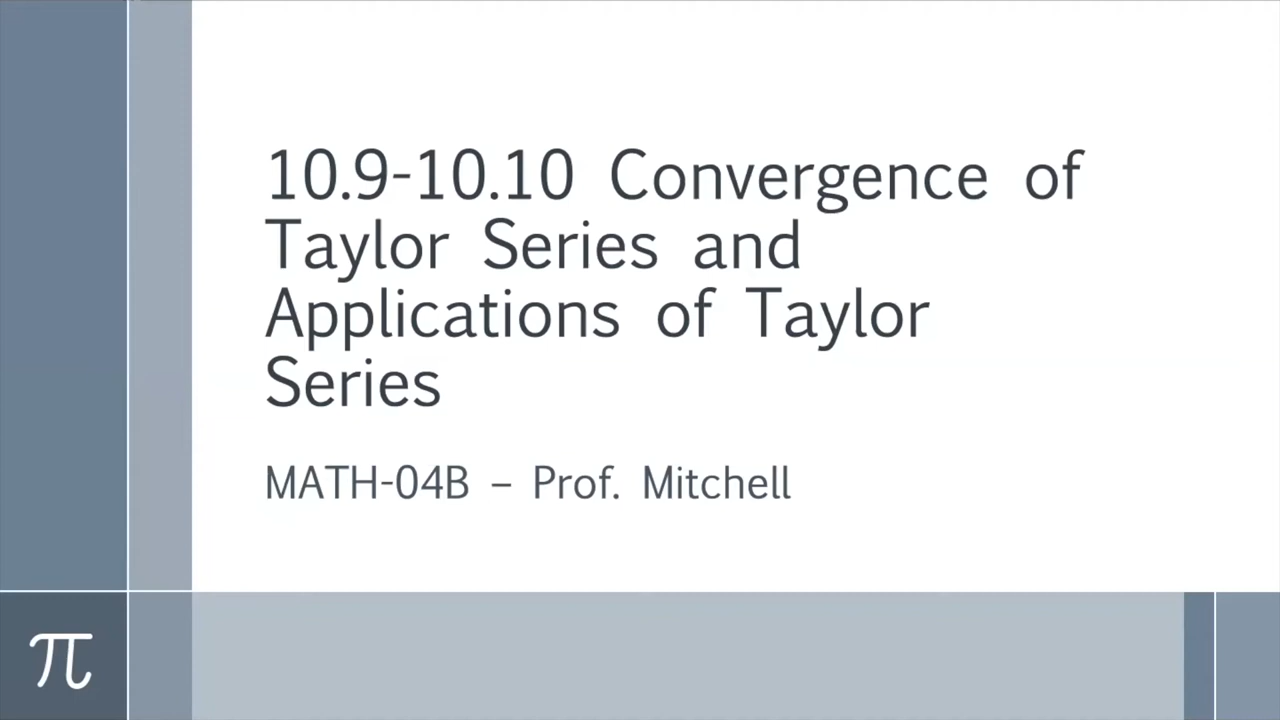 10.9-10.10 Convergence of
Taylor Series and
Applications of Taylor
Series
MATH-04B – Prof. Mitchell
π